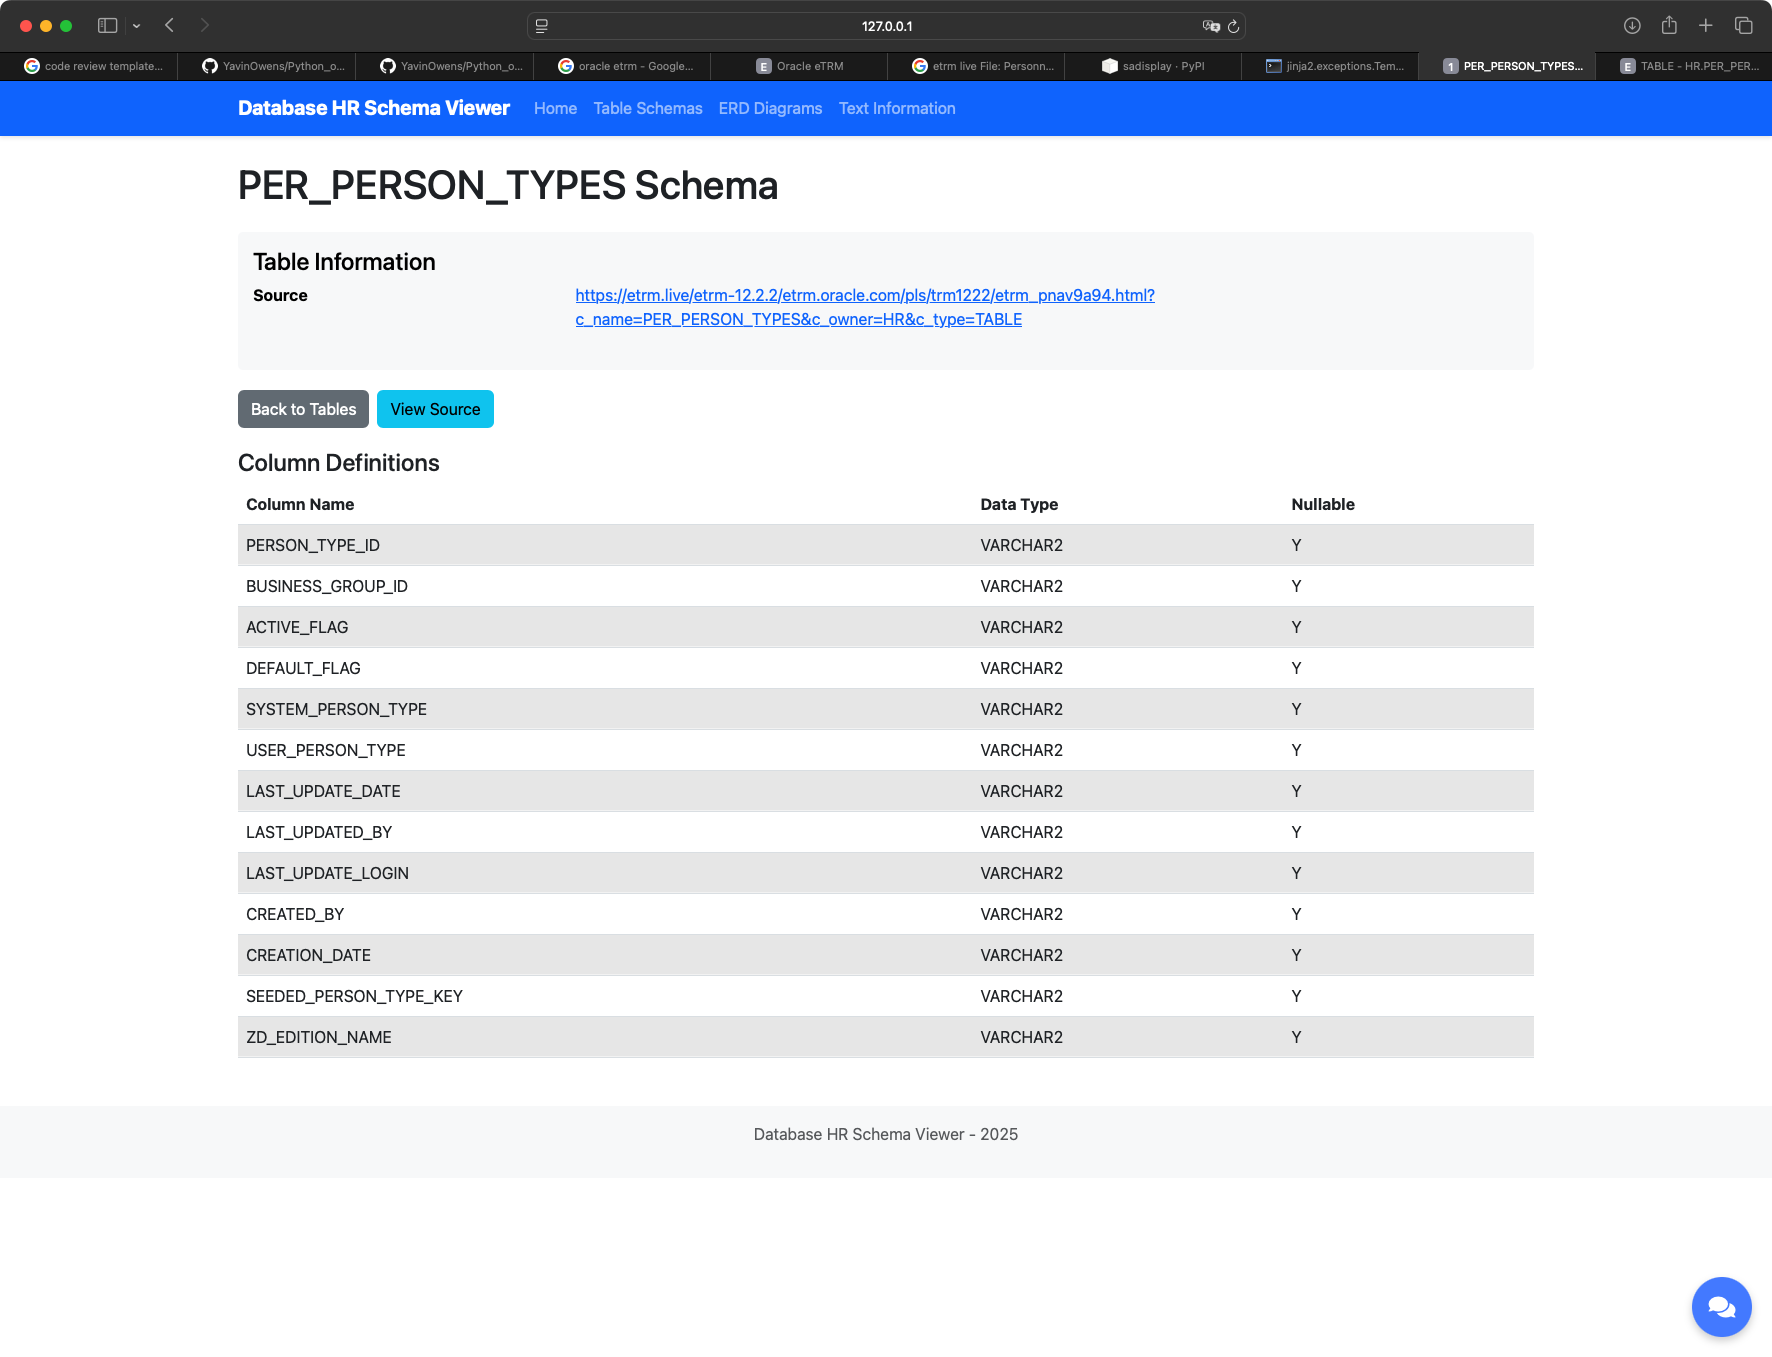 127.0.0.1
code review template...
YavinOwens/Python_o...
YavinOwens/Python_o...
oracle etrm - Google...
E Oracle eTRM
etrm live File: Personn...
sadisplay · PyPI
jinja2.exceptions.Tem...
1 PER_PERSON_TYPES...
E TABLE - HR.PER_PER...
Database HR Schema Viewer Home Table Schemas ERD Diagrams Text Information
PER_PERSON_TYPES Schema
Table Information
Source https://etrm.live/etrm-12.2.2/etrm.oracle.com/pls/trm1222/etrm_pnav9a94.html?
c_name=PER_PERSON_TYPES&c_owner=HR&c_type=TABLE
Back to Tables View Source
Column Definitions
Column Name Data Type Nullable
PERSON_TYPE_ID VARCHAR2 Y
BUSINESS_GROUP_ID VARCHAR2 Y
ACTIVE_FLAG VARCHAR2 Y
DEFAULT_FLAG VARCHAR2 Y
SYSTEM_PERSON_TYPE VARCHAR2 Y
USER_PERSON_TYPE VARCHAR2 Y
LAST_UPDATE_DATE VARCHAR2 Y
LAST_UPDATED_BY VARCHAR2 Y
LAST_UPDATE_LOGIN VARCHAR2 Y
CREATED_BY VARCHAR2 Y
CREATION_DATE VARCHAR2 Y
SEEDED_PERSON_TYPE_KEY VARCHAR2 Y
ZD_EDITION_NAME VARCHAR2 Y
Database HR Schema Viewer - 2025